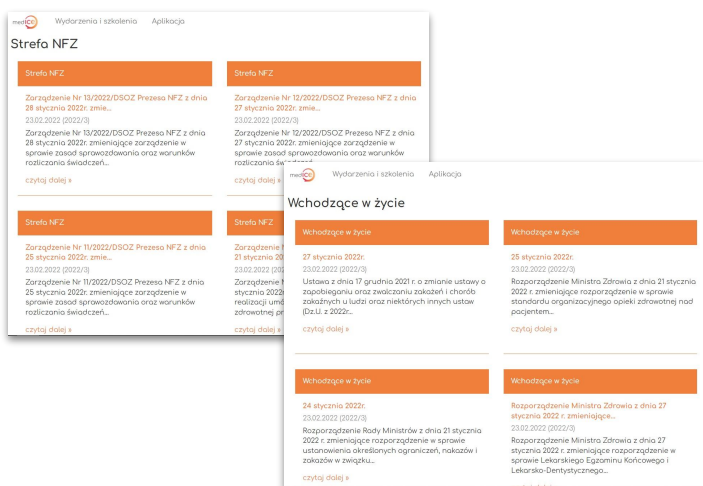 medICE Wydarzenia i szkolenia Aplikacja
Strefa NFZ
Strefa NFZ
Zarządzenie Nr 13/2022/DSOZ Prezesa NFZ z dnia
28 stycznia 2022r. zmie...
23.02.2022 (2022/3)
Zarządzenie Nr 13/2022/DSOZ Prezesa NFZ z dnia
28 stycznia 2022r. zmieniające zarządzenie w
sprawie zasad sprawozdawania oraz warunków
rozliczania świadczeń...
czytaj dalej »
Strefa NFZ
Zarządzenie Nr 12/2022/DSOZ Prezesa NFZ z dnia
27 stycznia 2022r. zmie...
23.02.2022 (2022/3)
Zarządzenie Nr 12/2022/DSOZ Prezesa NFZ z dnia
27 stycznia 2022r. zmieniające zarządzenie w
sprawie zasad sprawozdawania oraz warunków
rozliczania
czytaj dalej »
Strefa NFZ
Zarządzenie Nr 11/2022/DSOZ Prezesa NFZ z dnia
25 stycznia 2022r. zmie...
23.02.2022 (2022/3)
Zarządzenie Nr 11/2022/DSOZ Prezesa NFZ z dnia
25 stycznia 2022r. zmieniające zarządzenie w
sprawie zasad sprawozdawania oraz warunków
rozliczania świadczeń...
czytaj dalej »
Strefa NFZ
Zarządzenie
21 stycznia
23.02.2022
Zarządzenie
stycznia
realizacji
zdrowotnej
czytaj dalej »
medICE Wydarzenia i szkolenia Aplikacja
Wchodzące w życie
Wchodzące w życie
27 stycznia 2022r.
23.02.2022 (2022/3)
Ustawa z dnia 17 grudnia 2021 r. o zmianie ustawy o
zapobieganiu oraz zwalczaniu zakażeń i chorób
zakaźnych u ludzi oraz niektórych innych ustaw
(Dz.U. z 2022r...
czytaj dalej »
Wchodzące w życie
25 stycznia 2022r.
23.02.2022 (2022/3)
Rozporządzenie Ministra Zdrowia z dnia 21 stycznia
2022 r. zmieniające rozporządzenie w sprawie
standardu organizacyjnego opieki zdrowotnej nad
pacjentem...
czytaj dalej »
Wchodzące w życie
24 stycznia 2022r.
23.02.2022 (2022/3)
Rozporządzenie Rady Ministrów z dnia 21 stycznia
2022 r. zmieniające rozporządzenie w sprawie
ustanowienia określonych ograniczeń, nakazów i
zakazów w związku...
czytaj dalej »
Wchodzące w życie
Rozporządzenie Ministra Zdrowia z dnia 27
stycznia 2022 r. zmieniające...
23.02.2022 (2022/3)
Rozporządzenie Ministra Zdrowia z dnia 27
stycznia 2022 r. zmieniające rozporządzenie w
sprawie Lekarskiego Egzaminu Końcowego i
Lekarsko-Dentystycznego...